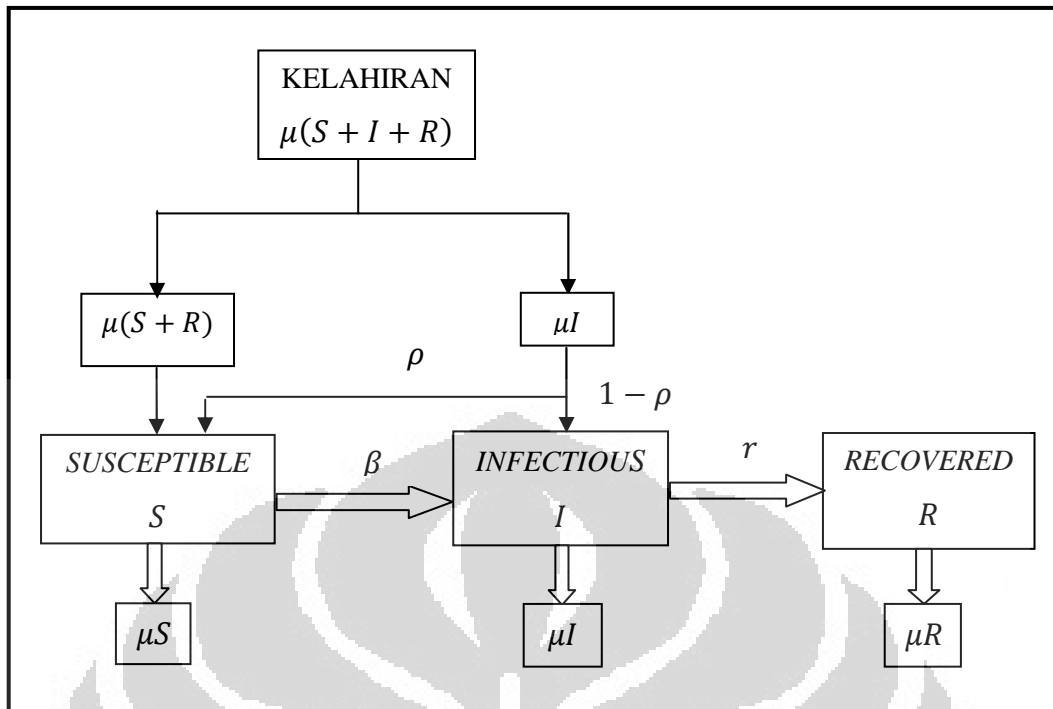 KELAHIRAN
𝜇(𝑆 + 𝐼 + 𝑅)
𝜇(𝑆 + 𝑅)
𝜇𝐼
𝜌
1 − 𝜌
SUSCEPTIBLE
𝑆
𝛽
INFECTIOUS
𝐼
𝑟
RECOVERED
𝑅
𝜇𝑆
𝜇𝐼
𝜇𝑅